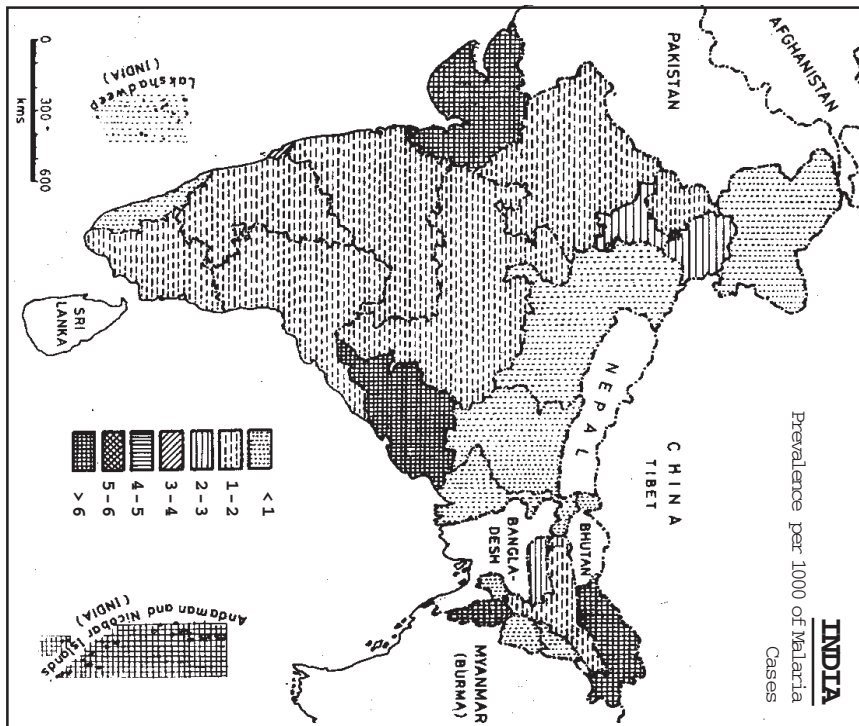 INDIA
Prevalence per 1000 of Malaria
Cases
AFGHANISTAN
PAKISTAN
CHINA
TIBET
NEPAL
BHUTAN
BANGLA-
DESH
MYANMAR
(BURMA)
SRI
LANKA
Lakshadweep
(INDIA)
Andaman and Nicobar Islands
(INDIA)
<1
1-2
2-3
3-4
4-5
5-6
>6
0 300 600
kms